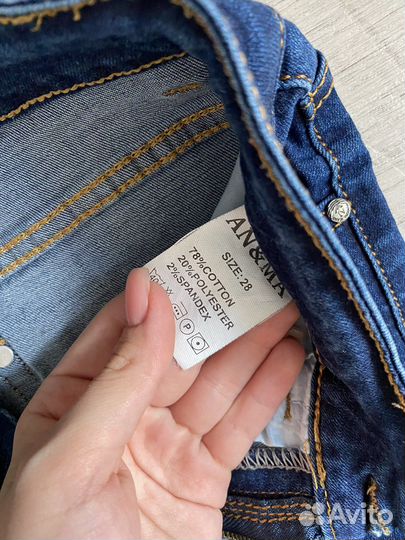 AN&MA
SIZE:28
78%COTTON
20%POLYESTER
2%SPANDEX
P
Avito